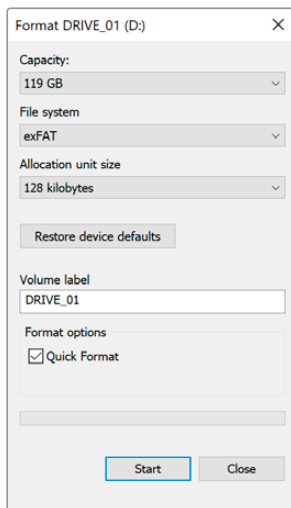 Format DRIVE_01 (D:)
Capacity:
119 GB
File system
exFAT
Allocation unit size
128 kilobytes
Restore device defaults
Volume label
DRIVE_01
Format options
Quick Format
Start
Close